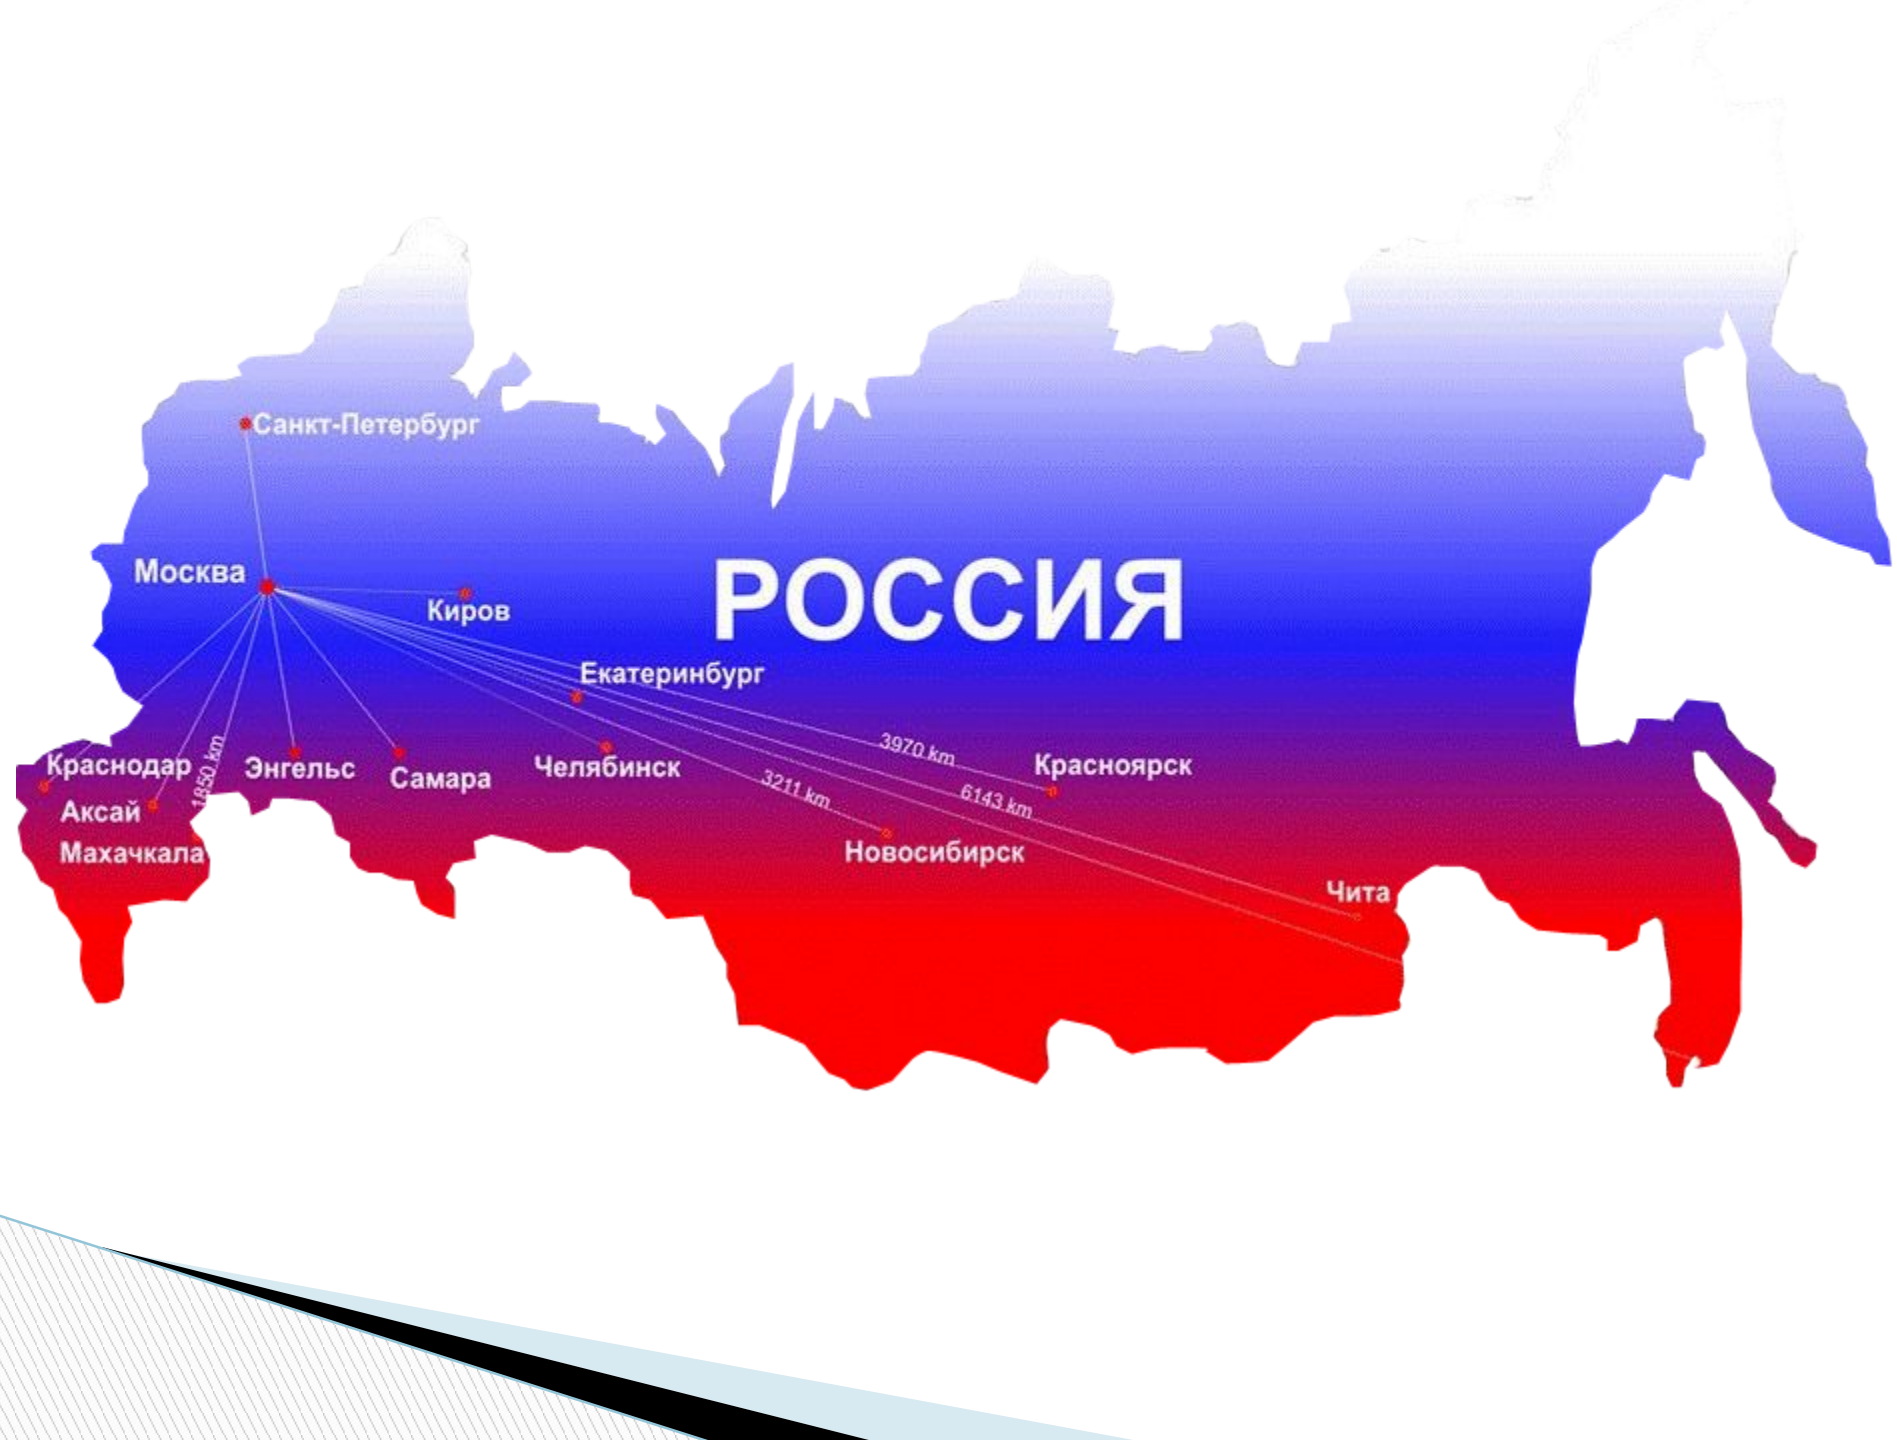 Санкт-Петербург
Москва
РОССИЯ
Киров
Екатеринбург
3970 km
Краснодар
1850 km
Энгельс
Самара
Челябинск
Красноярск
3211 km
6143 km
Аксай
Махачкала
Новосибирск
Чита